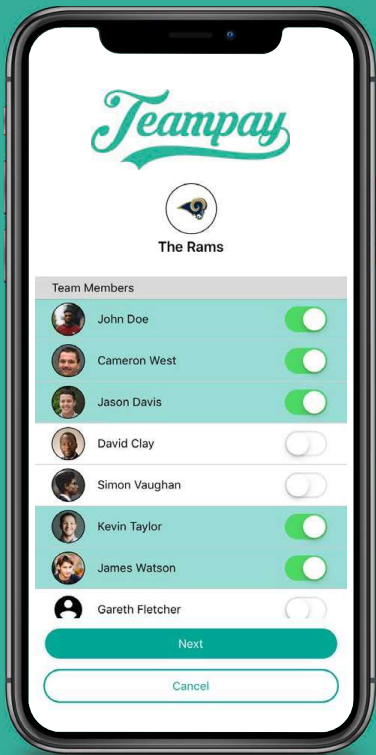 Teampay
The Rams
Team Members
John Doe
Cameron West
Jason Davis
David Clay
Simon Vaughan
Kevin Taylor
James Watson
Gareth Fletcher
Next
Cancel